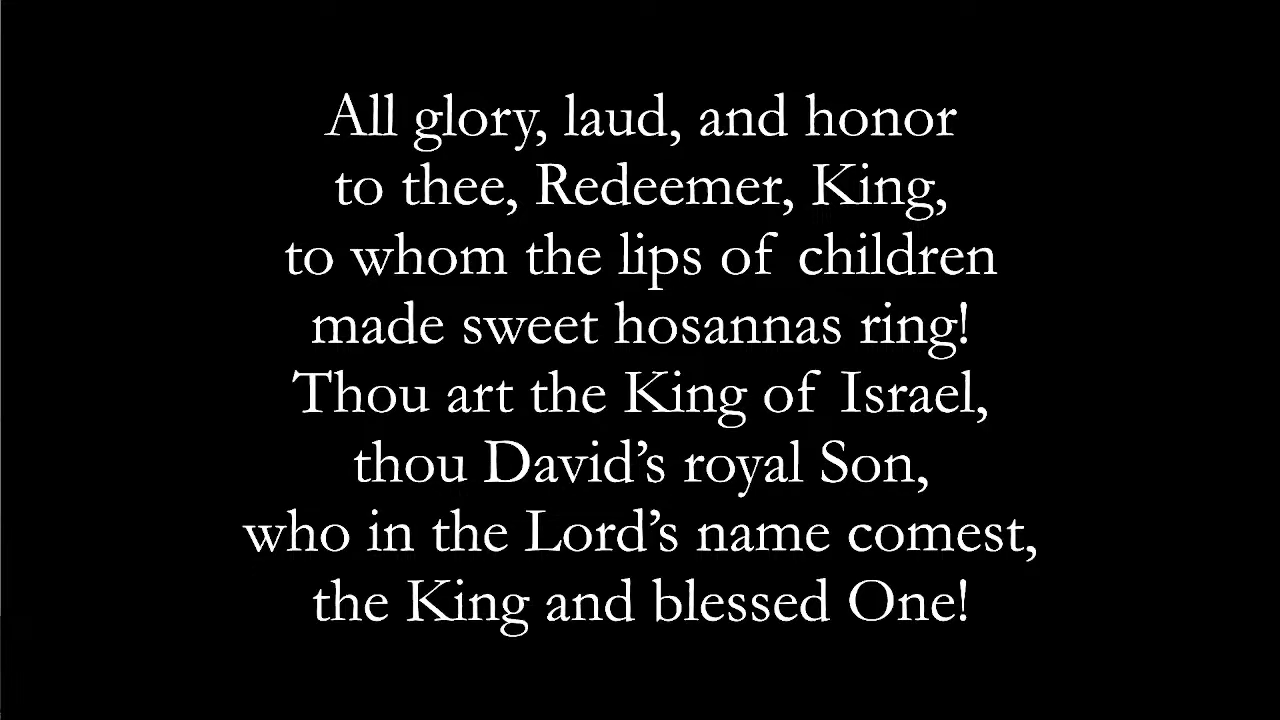 All glory, laud, and honor
to thee, Redeemer, King,
to whom the lips of children
made sweet hosannas ring!
Thou art the King of Israel,
thou David’s royal Son,
who in the Lord’s name comest,
the King and blessed One!